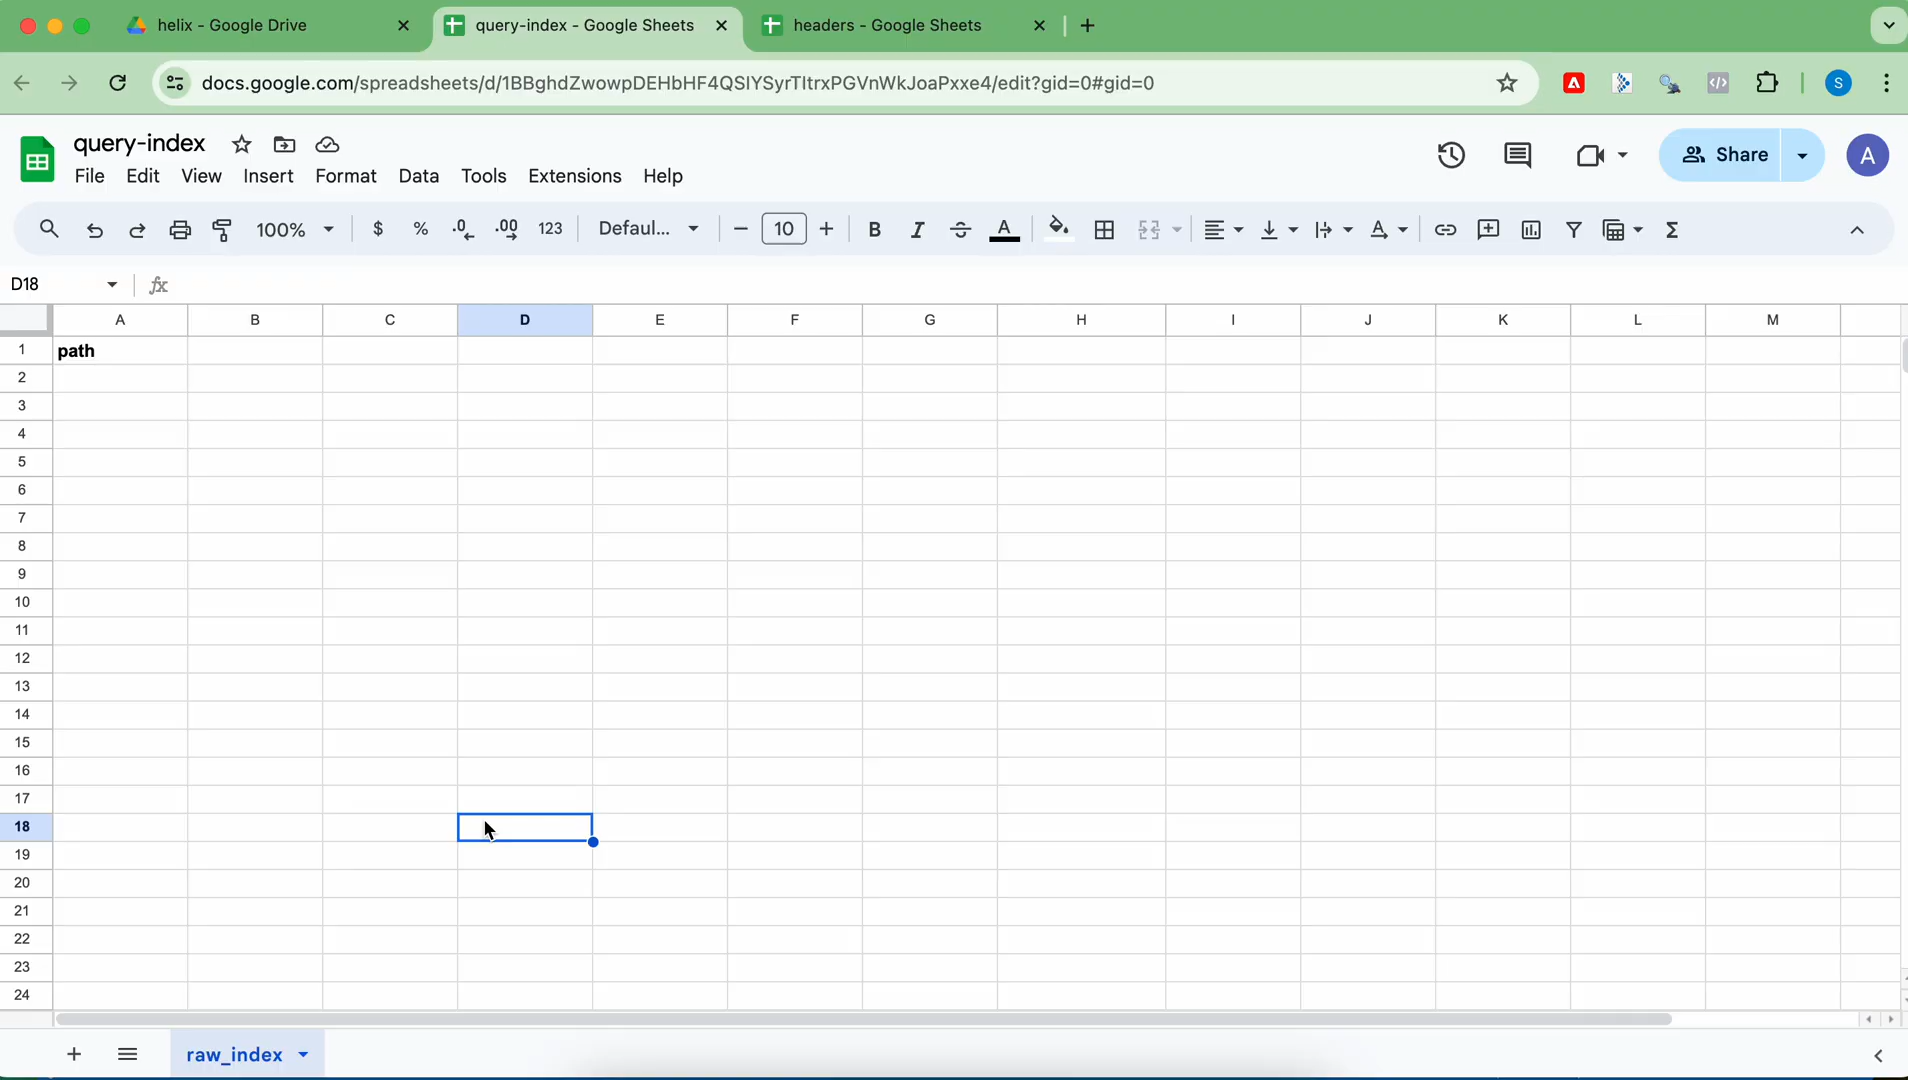 helix - Google Drive
query-index - Google Sheets
headers - Google Sheets
docs.google.com/spreadsheets/d/1BBghdZwowpDEHbHF4QSIYSyrTItrxPGVnWkJoaPxxe4/edit?gid=0#gid=0
S
query-index
Share
A
File Edit View Insert Format Data Tools Extensions Help
100% $ % .0 .00 123 Defaul... 10 B I S A
D18 fx
A B C D E F G H I J K L M
1 path
2
3
4
5
6
7
8
9
10
11
12
13
14
15
16
17
18
19
20
21
22
23
24
raw_index